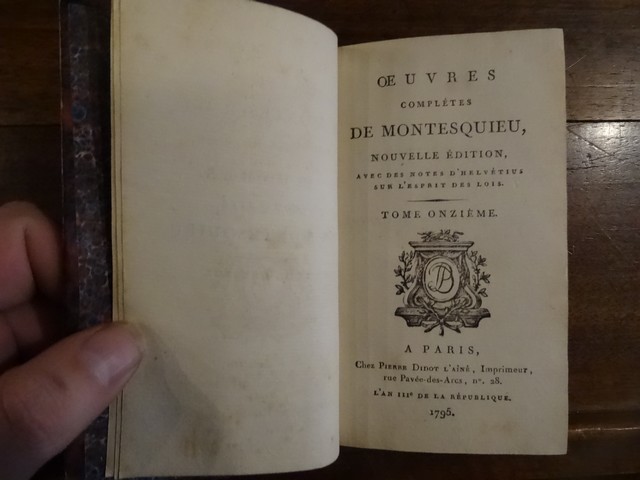 ŒUVRES
COMPLÉTES
DE MONTESQUIEU,
NOUVELLE ÉDITION,
AVEC DES NOTES D'HELVÉTIUS
SUR L'ESPRIT DES LOIS.
TOME ONZIÈME.
A PARIS,
Chez PIERRE DIDOT L'AÎNÉ, Imprimeur,
rue Pavée-des-Arcs, nº. 28.
L'AN IIIᵉ DE LA RÉPUBLIQUE.
1795.